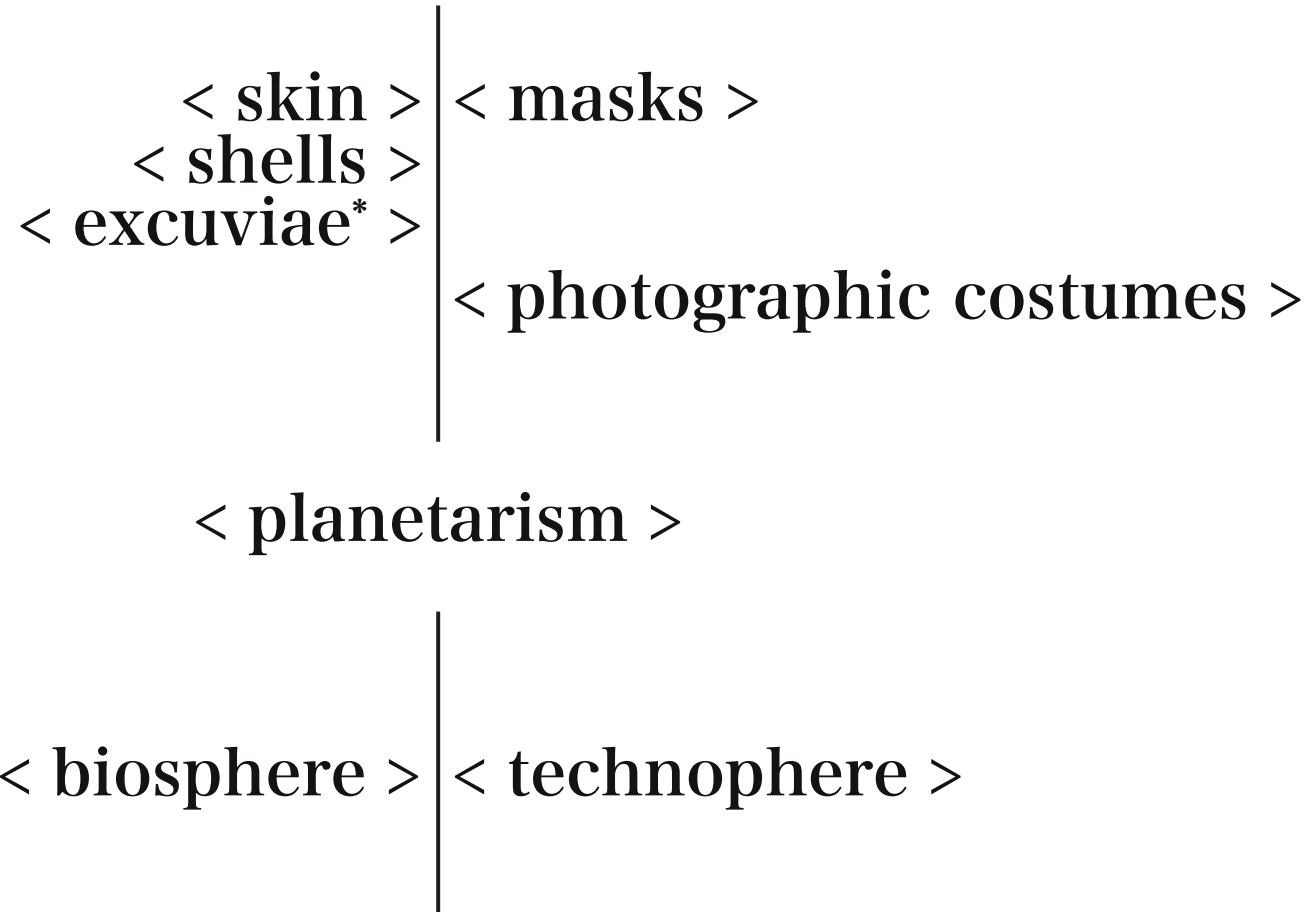 < skin > < masks >
< shells >
< excuviae* >
< photographic costumes >
< planetarism >
< biosphere > < technophere >